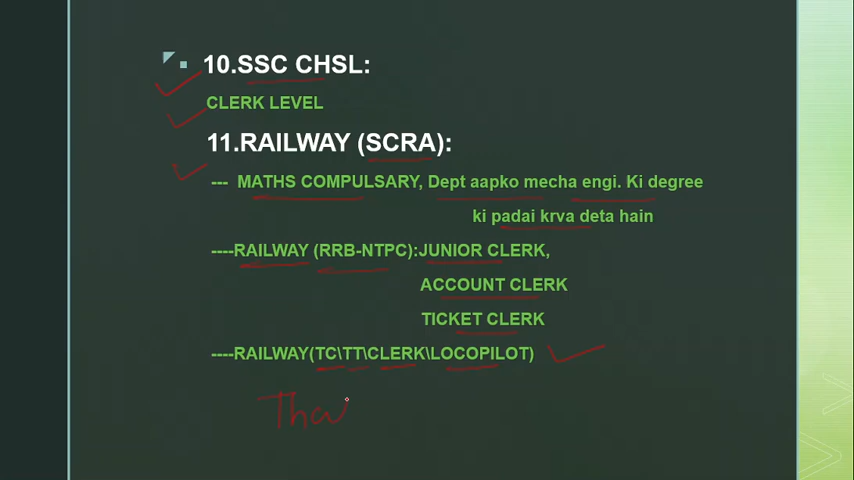 10.SSC CHSL:
CLERK LEVEL
11.RAILWAY (SCRA):
--- MATHS COMPULSARY, Dept aapko mecha engi. Ki degree
ki padai krva deta hain
----RAILWAY (RRB-NTPC):JUNIOR CLERK,
ACCOUNT CLERK
TICKET CLERK
----RAILWAY(TC\TT\CLERK\LOCOPILOT)